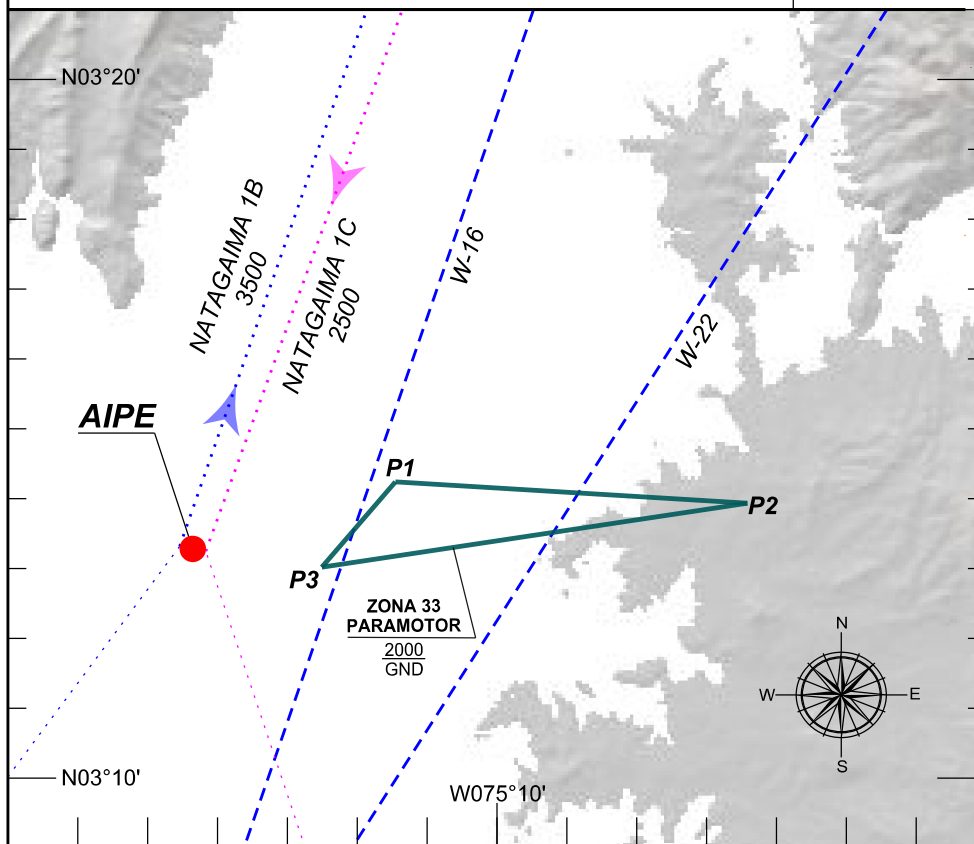 N03°20'
NATAGAIMA 1B
3500
NATAGAIMA 1C
2500
W-16
W-22
AIPE
P1
P2
P3
ZONA 33
PARAMOTOR
2000
GND
N
W
E
S
N03°10'
W075°10'